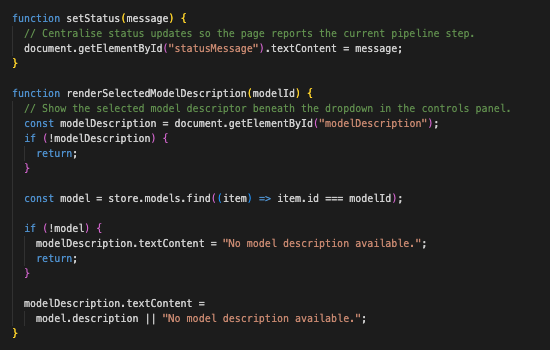 function setStatus(message) {
  // Centralise status updates so the page reports the current pipeline step.
  document.getElementById("statusMessage").textContent = message;
}
function renderSelectedModelDescription(modelId) {
  // Show the selected model descriptor beneath the dropdown in the controls panel.
  const modelDescription = document.getElementById("modelDescription");
  if (!modelDescription) {
    return;
  }
  const model = store.models.find((item) => item.id === modelId);
  if (!model) {
    modelDescription.textContent = "No model description available.";
    return;
  }
  modelDescription.textContent =
    model.description || "No model description available.";
}